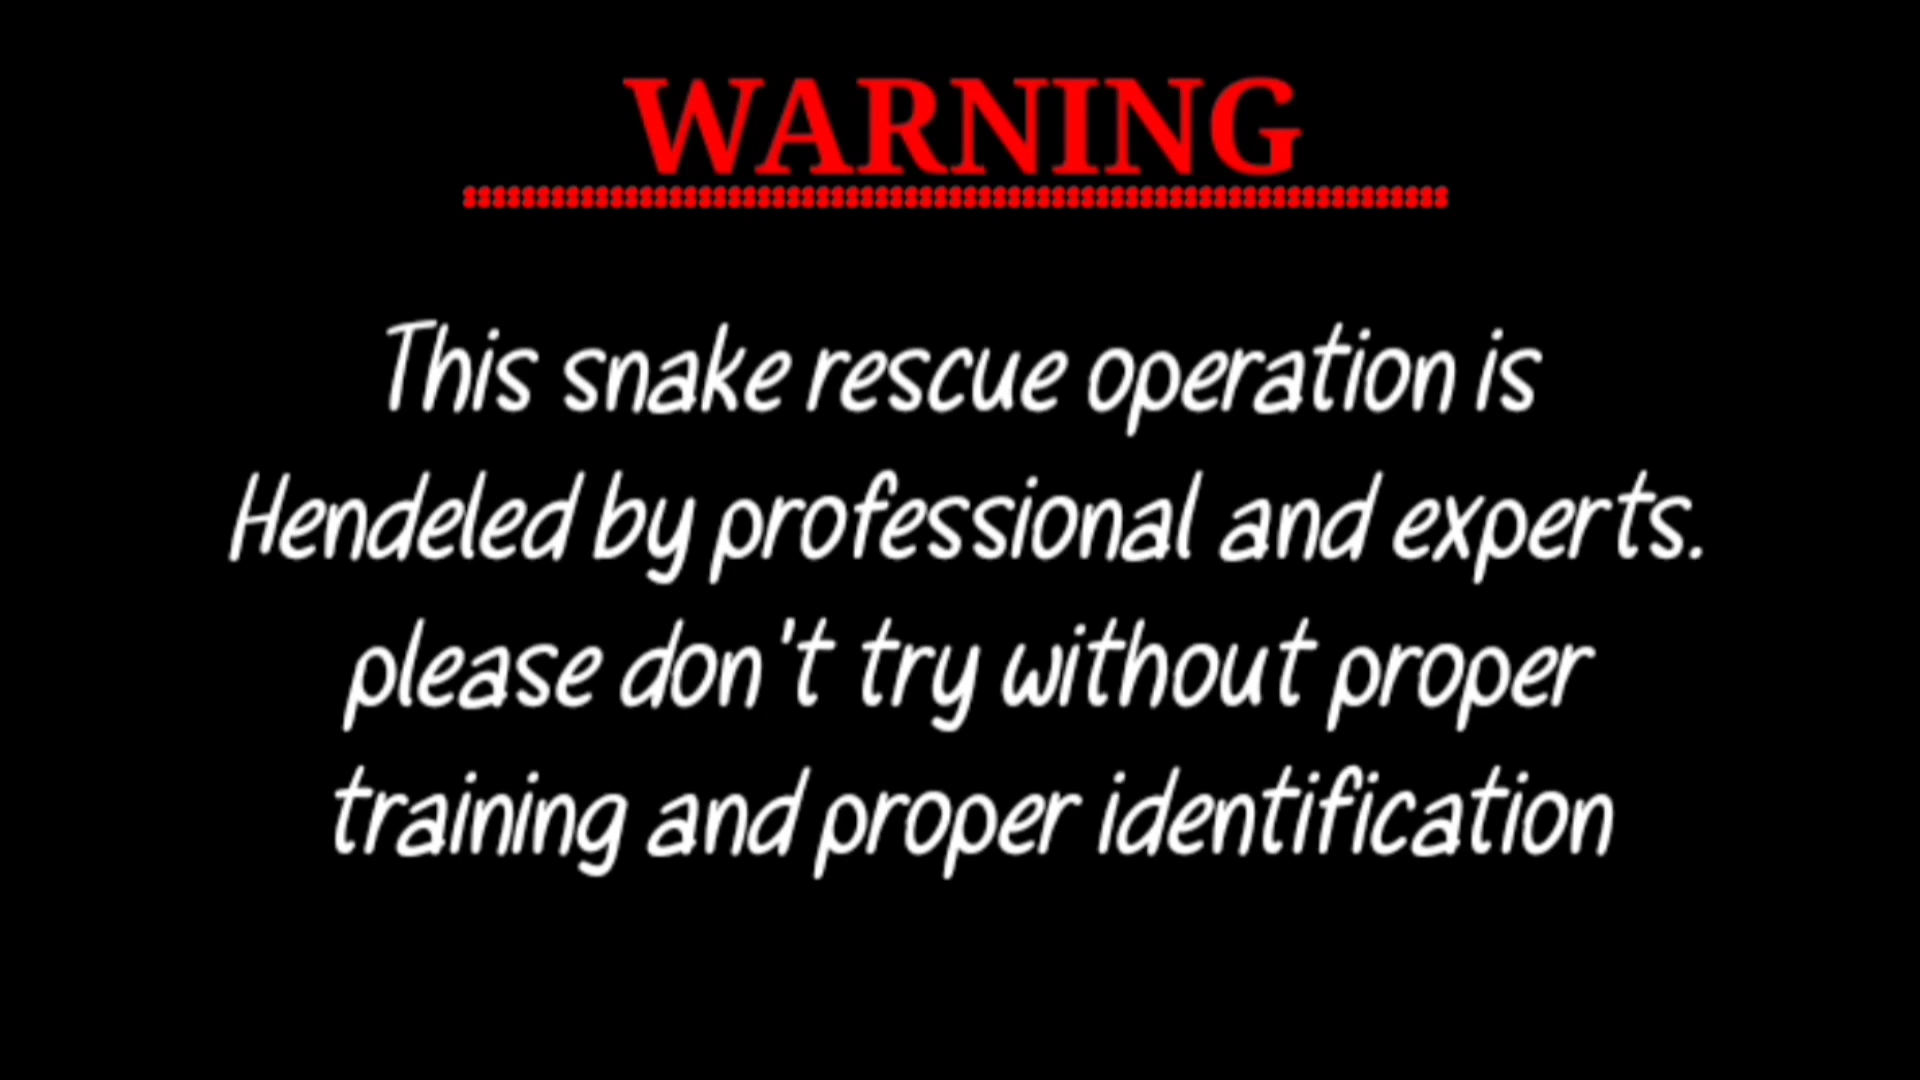 WARNING
This snake rescue operation is
Hendeled by professional and experts.
please don't try without proper
training and proper identification